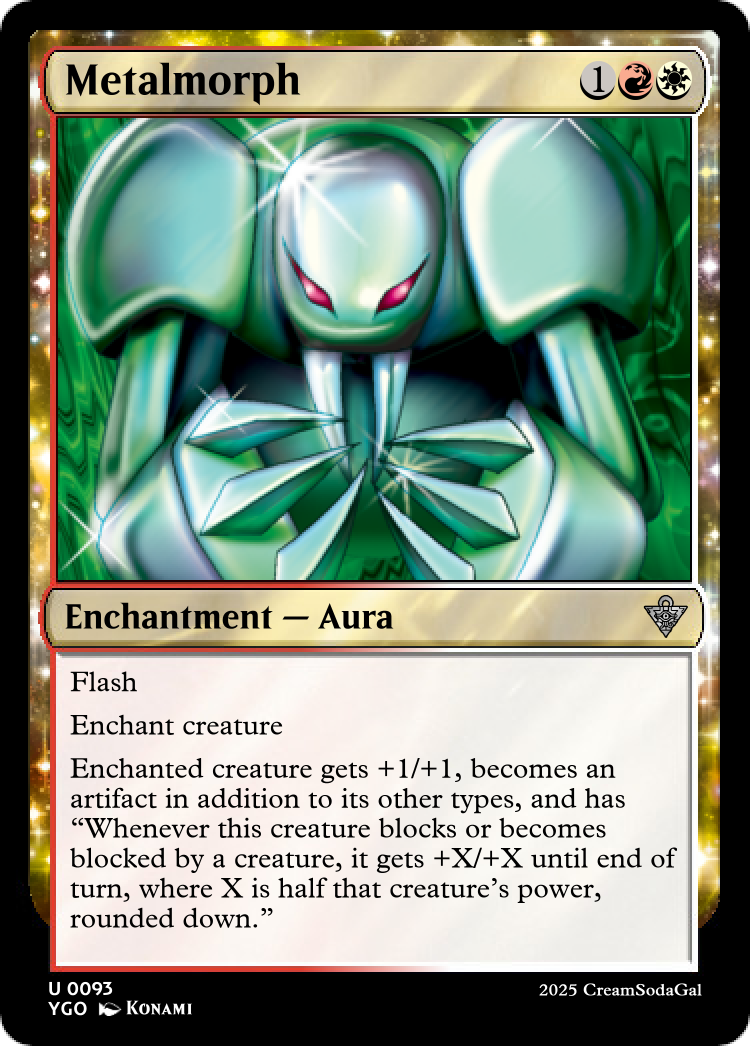 Metalmorph 1
Enchantment — Aura
Flash
Enchant creature
Enchanted creature gets +1/+1, becomes an
artifact in addition to its other types, and has
“Whenever this creature blocks or becomes
blocked by a creature, it gets +X/+X until end of
turn, where X is half that creature’s power,
rounded down.”
U 0093
YGO KONAMI
2025 CreamSodaGal